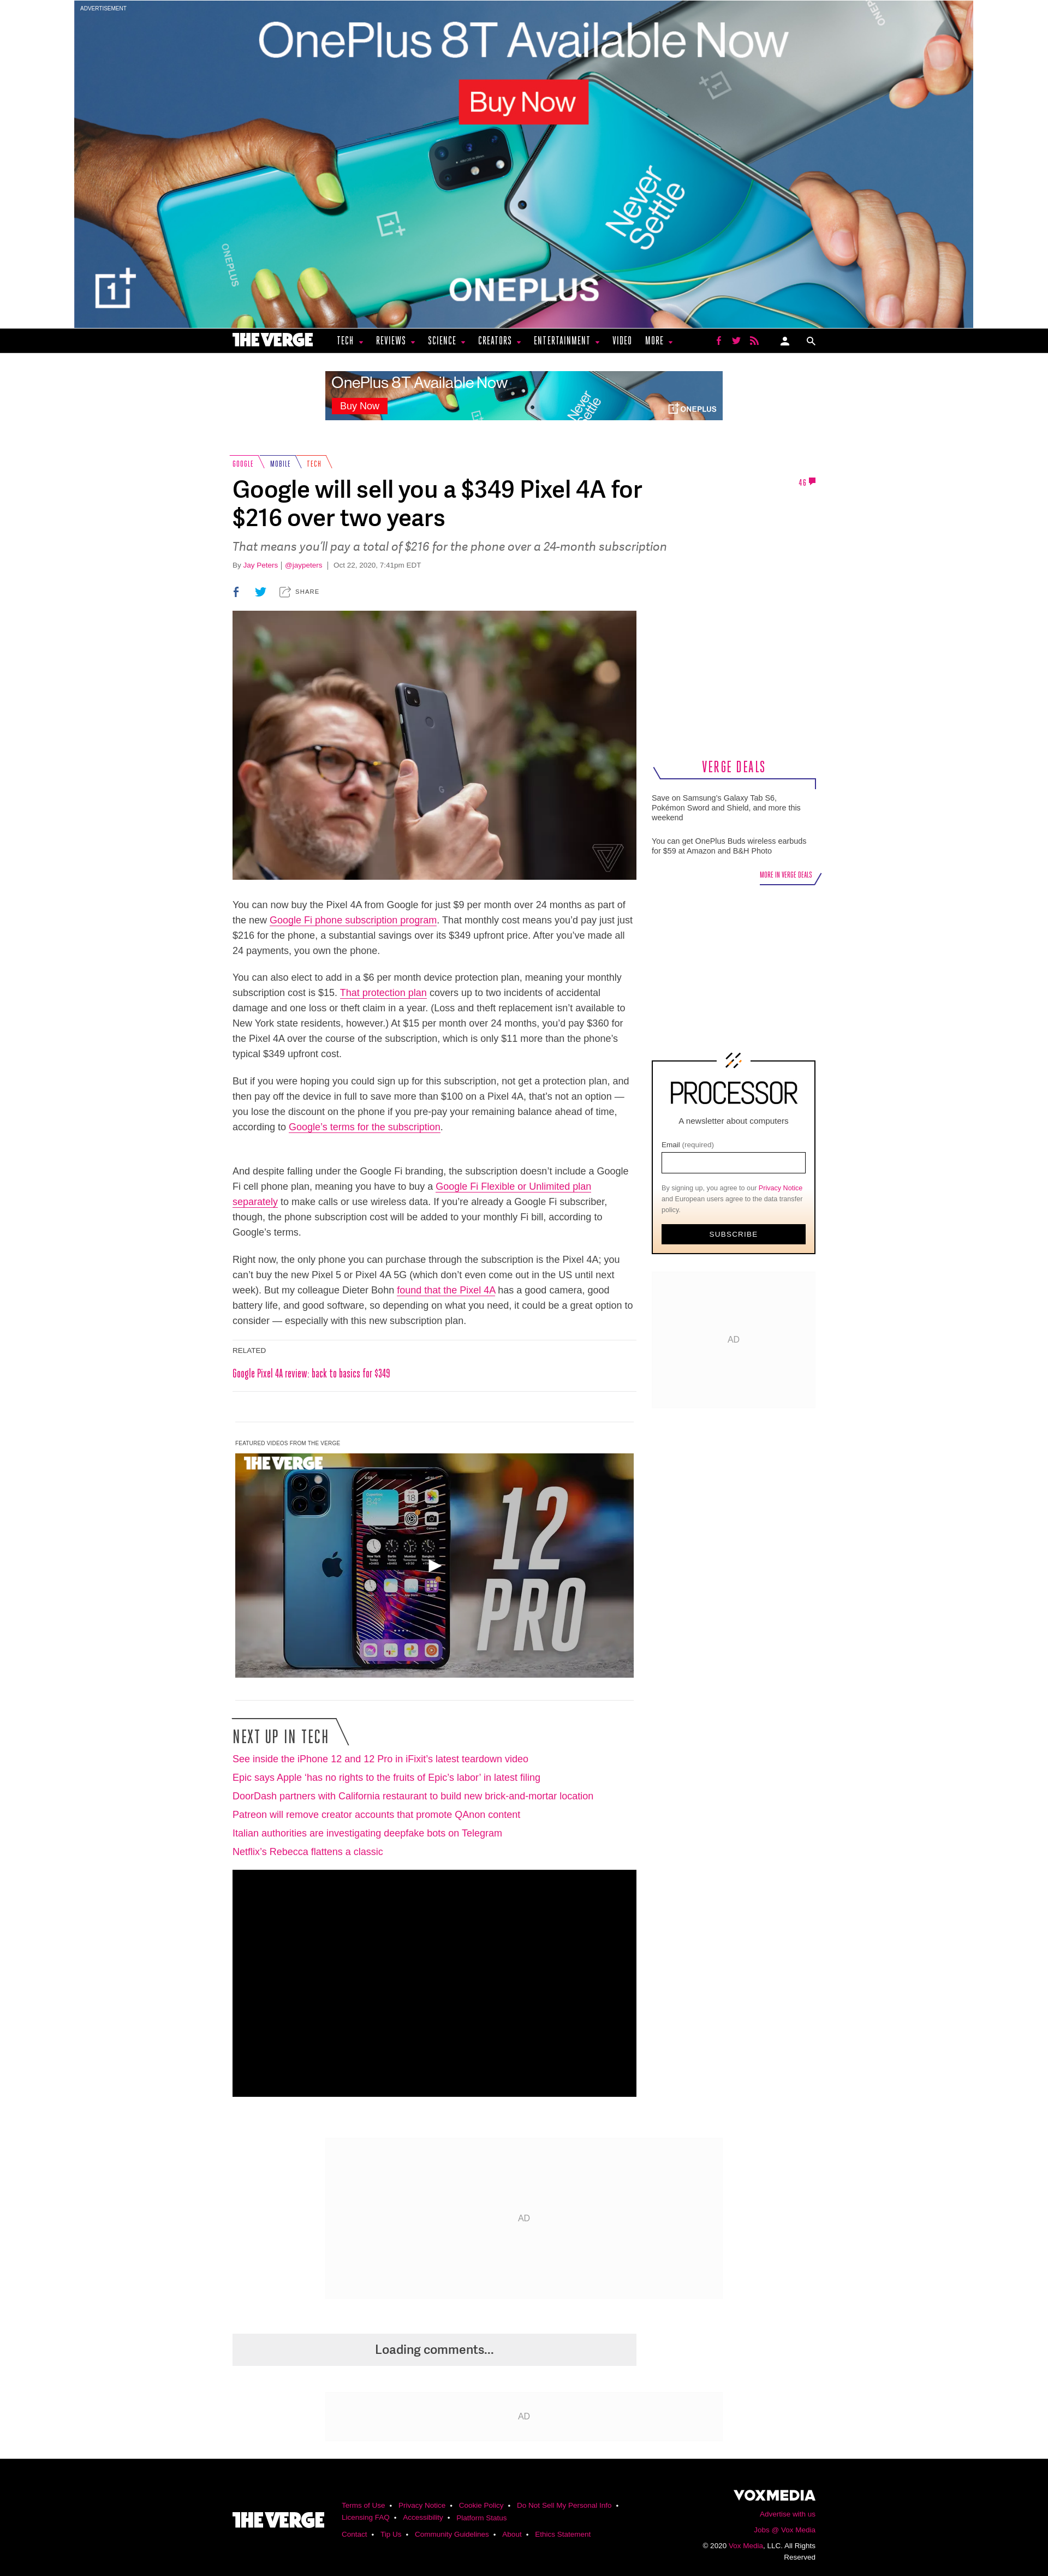 ADVERTISEMENT
OnePlus 8T Available Now
Buy Now
Never
Settle
ONEPLUS
ONEPLUS
THE VERGE
TECH
REVIEWS
SCIENCE
CREATORS
ENTERTAINMENT
VIDEO
MORE
OnePlus 8T Available Now
Buy Now
Never
Settle
ONEPLUS
GOOGLE
MOBILE
TECH
Google will sell you a $349 Pixel 4A for
$216 over two years
46
That means you’ll pay a total of $216 for the phone over a 24-month subscription
By Jay Peters | @jaypeters | Oct 22, 2020, 7:41pm EDT
SHARE
VERGE DEALS
Save on Samsung’s Galaxy Tab S6,
Pokémon Sword and Shield, and more this
weekend
You can get OnePlus Buds wireless earbuds
for $59 at Amazon and B&H Photo
MORE IN VERGE DEALS
You can now buy the Pixel 4A from Google for just $9 per month over 24 months as part of
the new Google Fi phone subscription program. That monthly cost means you’d pay just just
$216 for the phone, a substantial savings over its $349 upfront price. After you’ve made all
24 payments, you own the phone.
You can also elect to add in a $6 per month device protection plan, meaning your monthly
subscription cost is $15. That protection plan covers up to two incidents of accidental
damage and one loss or theft claim in a year. (Loss and theft replacement isn’t available to
New York state residents, however.) At $15 per month over 24 months, you’d pay $360 for
the Pixel 4A over the course of the subscription, which is only $11 more than the phone’s
typical $349 upfront cost.
But if you were hoping you could sign up for this subscription, not get a protection plan, and
then pay off the device in full to save more than $100 on a Pixel 4A, that’s not an option —
you lose the discount on the phone if you pre-pay your remaining balance ahead of time,
according to Google’s terms for the subscription.
And despite falling under the Google Fi branding, the subscription doesn’t include a Google
Fi cell phone plan, meaning you have to buy a Google Fi Flexible or Unlimited plan
separately to make calls or use wireless data. If you’re already a Google Fi subscriber,
though, the phone subscription cost will be added to your monthly Fi bill, according to
Google’s terms.
Right now, the only phone you can purchase through the subscription is the Pixel 4A; you
can’t buy the new Pixel 5 or Pixel 4A 5G (which don’t even come out in the US until next
week). But my colleague Dieter Bohn found that the Pixel 4A has a good camera, good
battery life, and good software, so depending on what you need, it could be a great option to
consider — especially with this new subscription plan.
PROCESSOR
A newsletter about computers
Email (required)
By signing up, you agree to our Privacy Notice
and European users agree to the data transfer
policy.
SUBSCRIBE
AD
RELATED
Google Pixel 4A review: back to basics for $349
FEATURED VIDEOS FROM THE VERGE
THE VERGE
12
PRO
NEXT UP IN TECH
See inside the iPhone 12 and 12 Pro in iFixit’s latest teardown video
Epic says Apple ‘has no rights to the fruits of Epic’s labor’ in latest filing
DoorDash partners with California restaurant to build new brick-and-mortar location
Patreon will remove creator accounts that promote QAnon content
Italian authorities are investigating deepfake bots on Telegram
Netflix’s Rebecca flattens a classic
AD
Loading comments...
AD
THE VERGE
Terms of Use • Privacy Notice • Cookie Policy • Do Not Sell My Personal Info •
Licensing FAQ • Accessibility • Platform Status
Contact • Tip Us • Community Guidelines • About • Ethics Statement
VOXMEDIA
Advertise with us
Jobs @ Vox Media
© 2020 Vox Media, LLC. All Rights
Reserved